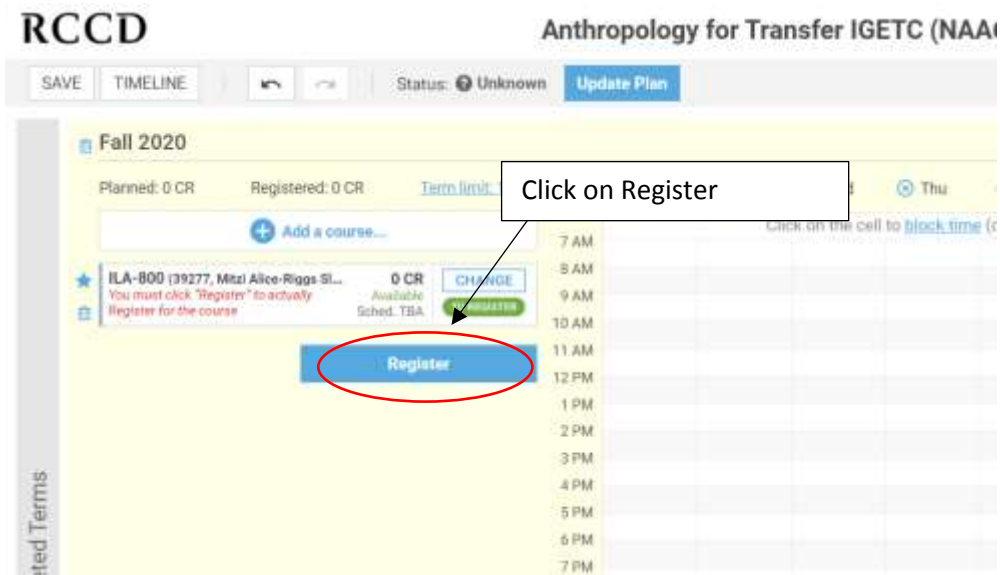 RCCD
Anthropology for Transfer IGETC (NAA
SAVE TIMELINE Status: Unknown Update Plan
Fall 2020
Planned: 0 CR Registered: 0 CR Term limit:
Click on Register
Thu
Click on the cell to block time
Add a course...
ILA-800 (39277, Mitzi Alice-Riggs Sl... 0 CR CHANGE
You must click "Register" to actually Available
Register for the course Sched. TBA
Register
7 AM
8 AM
9 AM
10 AM
11 AM
12 PM
1 PM
2 PM
3 PM
4 PM
5 PM
6 PM
7 PM
Terms